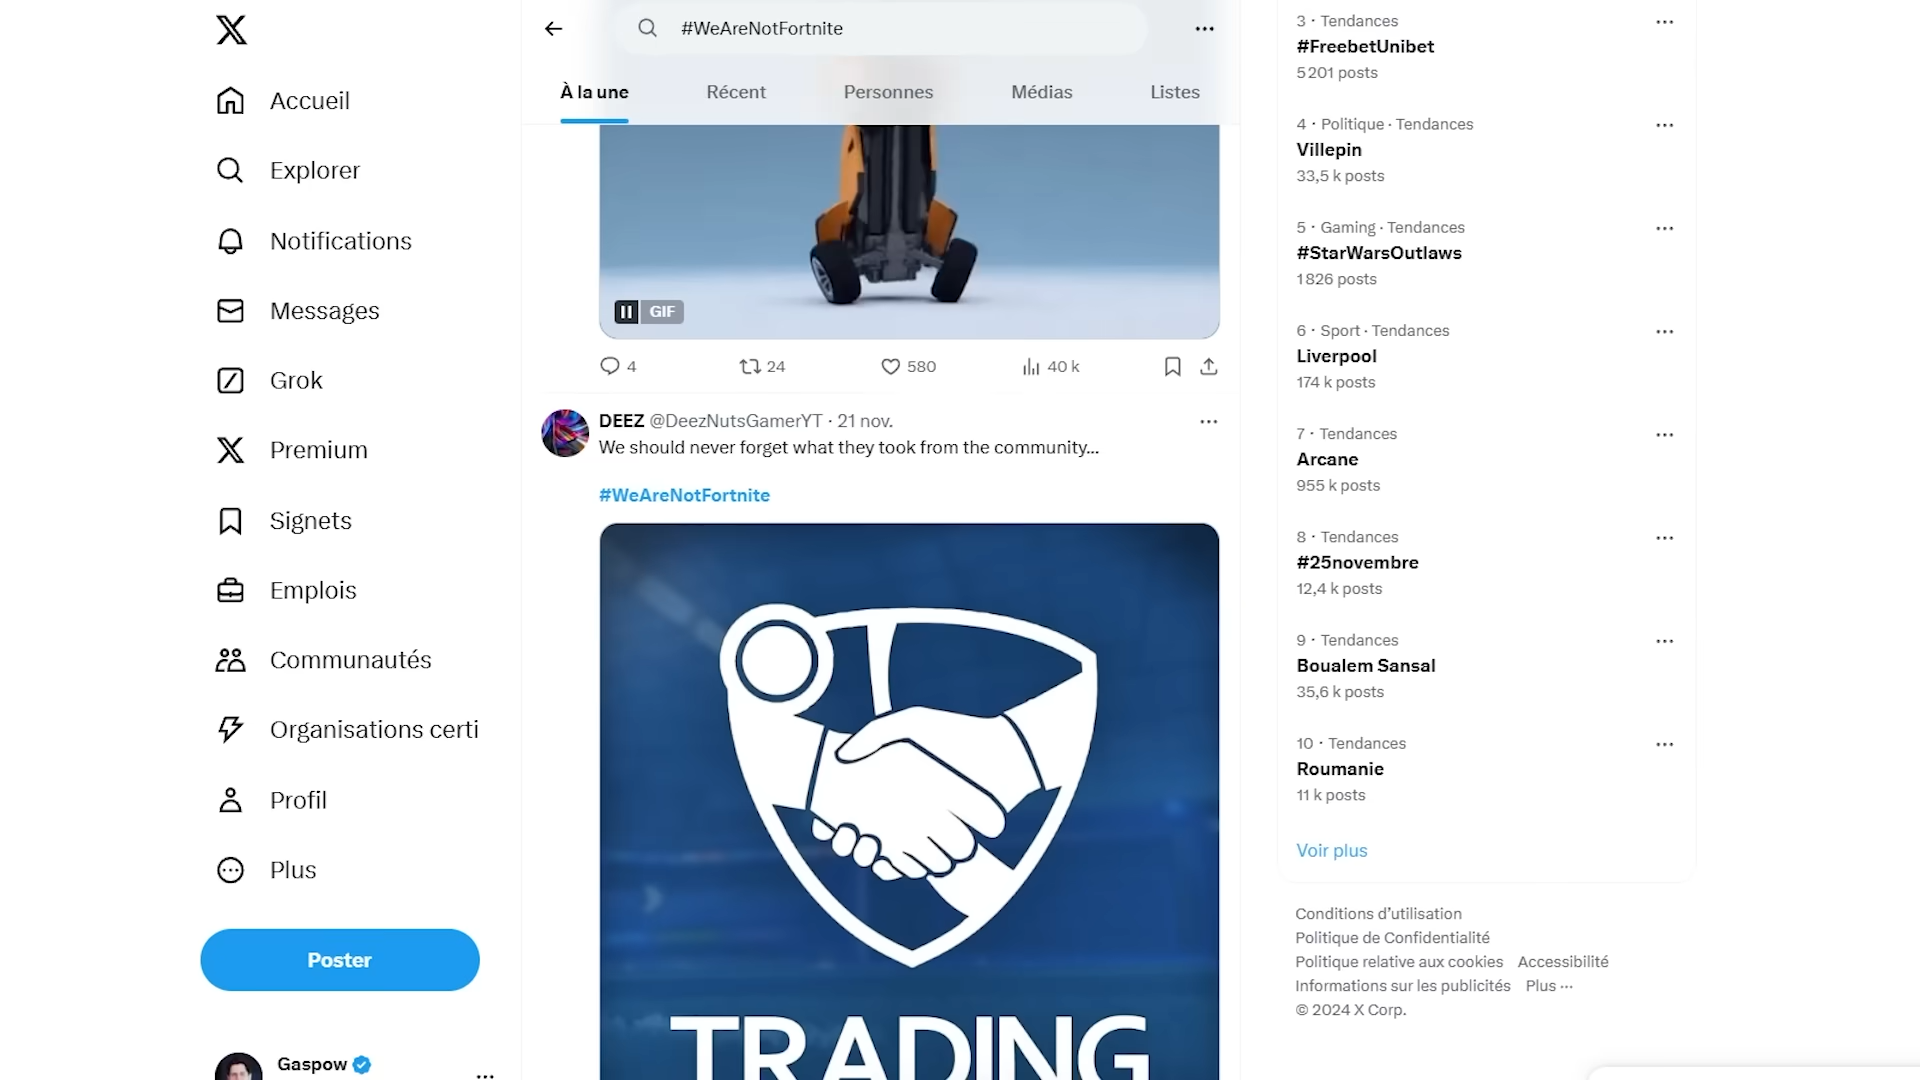 Accueil
Explorer
Notifications
Messages
Grok
Premium
Signets
Emplois
Communautés
Organisations certi
Profil
Plus
Poster
Gaspow
#WeAreNotFortnite
À la une
Récent
Personnes
Médias
Listes
GIF
4
24
580
40 k
DEEZ @DeezNutsGamerYT · 21 nov.
We should never forget what they took from the community...
#WeAreNotFortnite
TRADING
3 · Tendances
#FreebetUnibet
5 201 posts
4 · Politique · Tendances
Villepin
33,5 k posts
5 · Gaming · Tendances
#StarWarsOutlaws
1 826 posts
6 · Sport · Tendances
Liverpool
174 k posts
7 · Tendances
Arcane
955 k posts
8 · Tendances
#25novembre
12,4 k posts
9 · Tendances
Boualem Sansal
35,6 k posts
10 · Tendances
Roumanie
11 k posts
Voir plus
Conditions d’utilisation
Politique de Confidentialité
Politique relative aux cookies Accessibilité
Informations sur les publicités Plus ···
© 2024 X Corp.